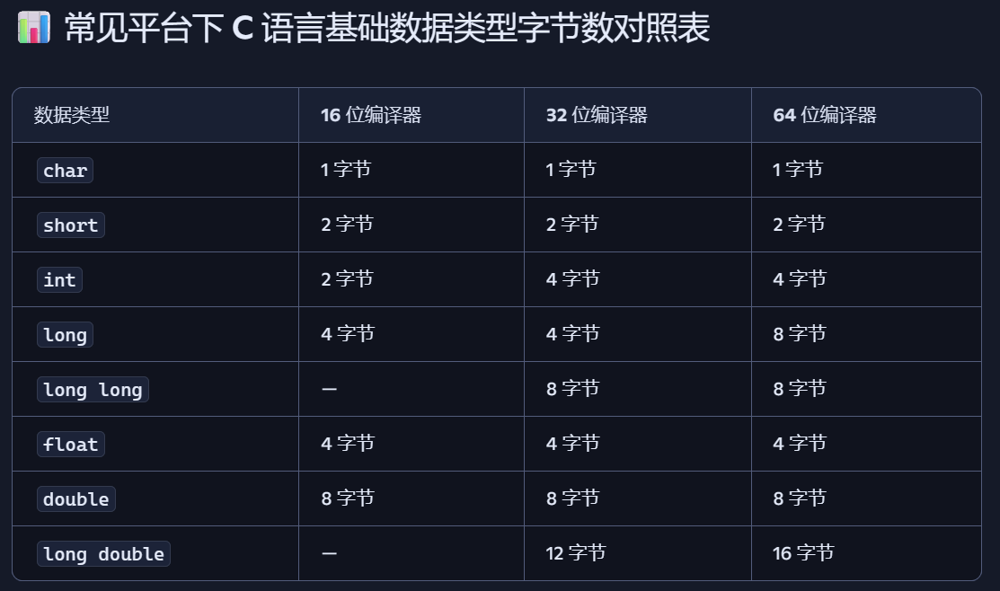 常见平台下 C 语言基础数据类型字节数对照表
数据类型 16 位编译器 32 位编译器 64 位编译器
char 1 字节 1 字节 1 字节
short 2 字节 2 字节 2 字节
int 2 字节 4 字节 4 字节
long 4 字节 4 字节 8 字节
long long — 8 字节 8 字节
float 4 字节 4 字节 4 字节
double 8 字节 8 字节 8 字节
long double — 12 字节 16 字节